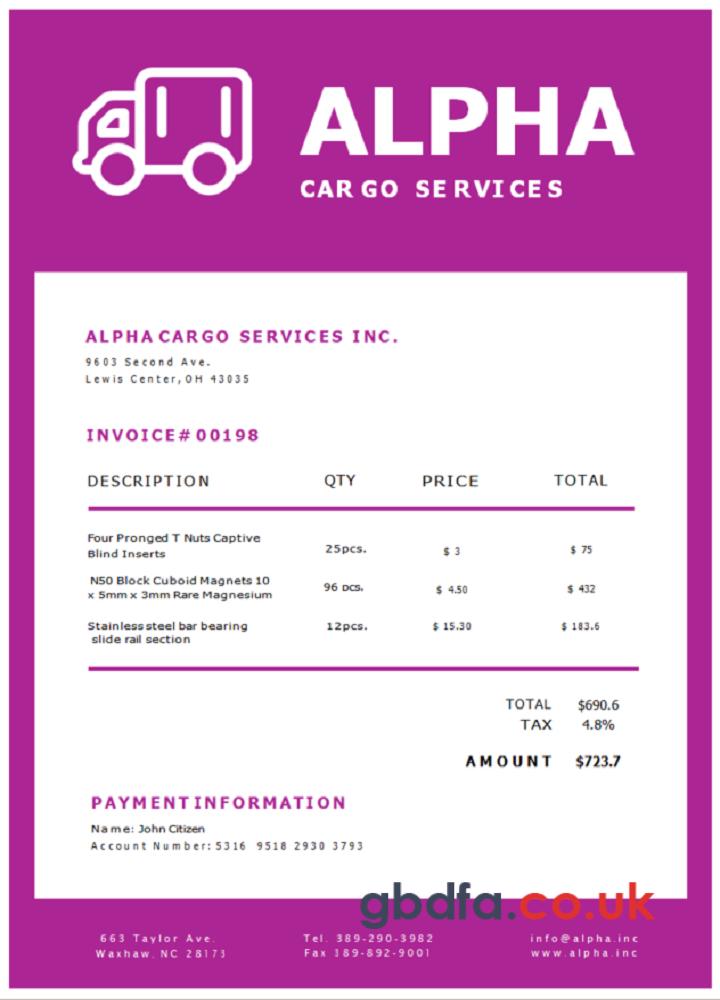 ALPHA
CARGO SERVICES
ALPHA CARGO SERVICES INC.
9603 Second Ave.
Lewis Center, OH 43035
INVOICE# 00198
DESCRIPTION QTY PRICE TOTAL
Four Pronged T Nuts Captive
Blind Inserts 25pcs. $ 3 $ 75
N50 Block Cuboid Magnets 10
x 5mm x 3mm Rare Magnesium 96 pcs. $ 4.50 $ 432
Stainless steel bar bearing
slide rail section 12pcs. $ 15.30 $ 183.6
TOTAL $690.6
TAX 4.8%
AMOUNT $723.7
PAYMENT INFORMATION
Name: John Citizen
Account Number: 5316 9518 2930 3793
gbdfa.co.uk
663 Taylor Ave. Tel. 389-290-3982 info@alpha.inc
Waxhaw, NC 28173 Fax 389-892-9001 www.alpha.inc